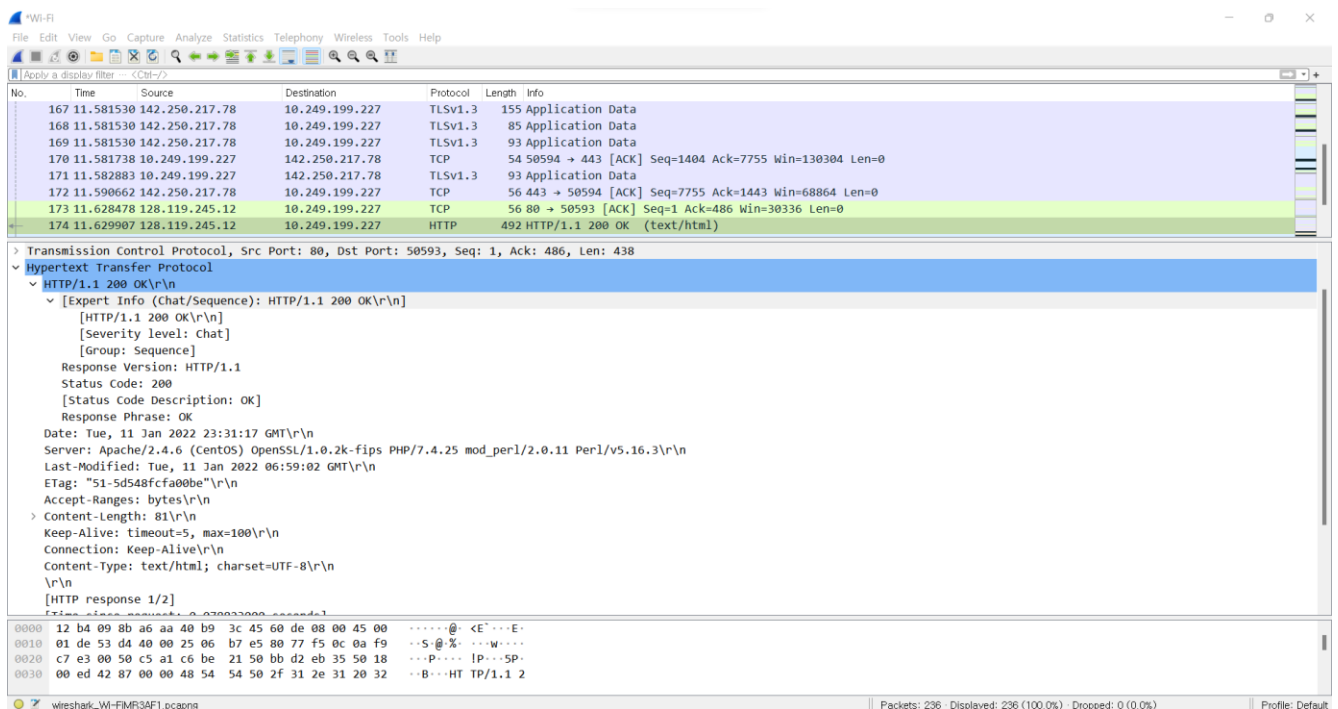 *Wi-Fi
File Edit View Go Capture Analyze Statistics Telephony Wireless Tools Help
Apply a display filter ... <Ctrl-/>
No. Time Source Destination Protocol Length Info
167 11.581530 142.250.217.78 10.249.199.227 TLSv1.3 155 Application Data
168 11.581530 142.250.217.78 10.249.199.227 TLSv1.3 85 Application Data
169 11.581530 142.250.217.78 10.249.199.227 TLSv1.3 93 Application Data
170 11.581738 10.249.199.227 142.250.217.78 TCP 54 50594 → 443 [ACK] Seq=1404 Ack=7755 Win=130304 Len=0
171 11.582883 10.249.199.227 142.250.217.78 TLSv1.3 93 Application Data
172 11.590662 142.250.217.78 10.249.199.227 TCP 56 443 → 50594 [ACK] Seq=7755 Ack=1443 Win=68864 Len=0
173 11.628478 128.119.245.12 10.249.199.227 TCP 56 80 → 50593 [ACK] Seq=1 Ack=486 Win=30336 Len=0
174 11.629907 128.119.245.12 10.249.199.227 HTTP 492 HTTP/1.1 200 OK (text/html)
Transmission Control Protocol, Src Port: 80, Dst Port: 50593, Seq: 1, Ack: 486, Len: 438
Hypertext Transfer Protocol
HTTP/1.1 200 OK\r\n
[Expert Info (Chat/Sequence): HTTP/1.1 200 OK\r\n]
[HTTP/1.1 200 OK\r\n]
[Severity level: Chat]
[Group: Sequence]
Response Version: HTTP/1.1
Status Code: 200
[Status Code Description: OK]
Response Phrase: OK
Date: Tue, 11 Jan 2022 23:31:17 GMT\r\n
Server: Apache/2.4.6 (CentOS) OpenSSL/1.0.2k-fips PHP/7.4.25 mod_perl/2.0.11 Perl/v5.16.3\r\n
Last-Modified: Tue, 11 Jan 2022 06:59:02 GMT\r\n
ETag: "51-5d548fcfa00be"\r\n
Accept-Ranges: bytes\r\n
Content-Length: 81\r\n
Keep-Alive: timeout=5, max=100\r\n
Connection: Keep-Alive\r\n
Content-Type: text/html; charset=UTF-8\r\n
\r\n
[HTTP response 1/2]
[Time since request: 0.078823000 seconds]
0000 12 b4 09 8b a6 aa 40 b9 3c 45 60 de 08 00 45 00 ······@· <E`···E·
0010 01 de 53 d4 40 00 25 06 b7 e5 80 77 f5 0c 0a f9 ··S·@·%· ···w····
0020 c7 e3 00 50 c5 a1 c6 be 21 50 bb d2 eb 35 50 18 ···P···· !P···5P·
0030 00 ed 42 87 00 00 48 54 54 50 2f 31 2e 31 20 32 ··B···HT TP/1.1 2
wireshark_Wi-FiMR3AF1.pcapng Packets: 236 · Displayed: 236 (100.0%) · Dropped: 0 (0.0%) Profile: Default